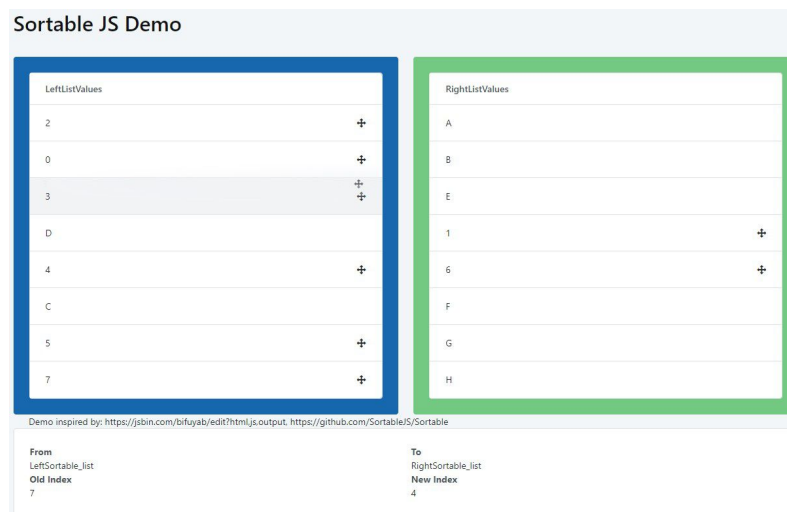 Sortable JS Demo
LeftListValues
2
0
3
D
4
C
5
7
RightListValues
A
B
E
1
6
F
G
H
Demo inspired by: https://jsbin.com/bifuyab/edit?html,js,output, https://github.com/SortableJS/Sortable
From
LeftSortable_list
Old Index
7
To
RightSortable_list
New Index
4